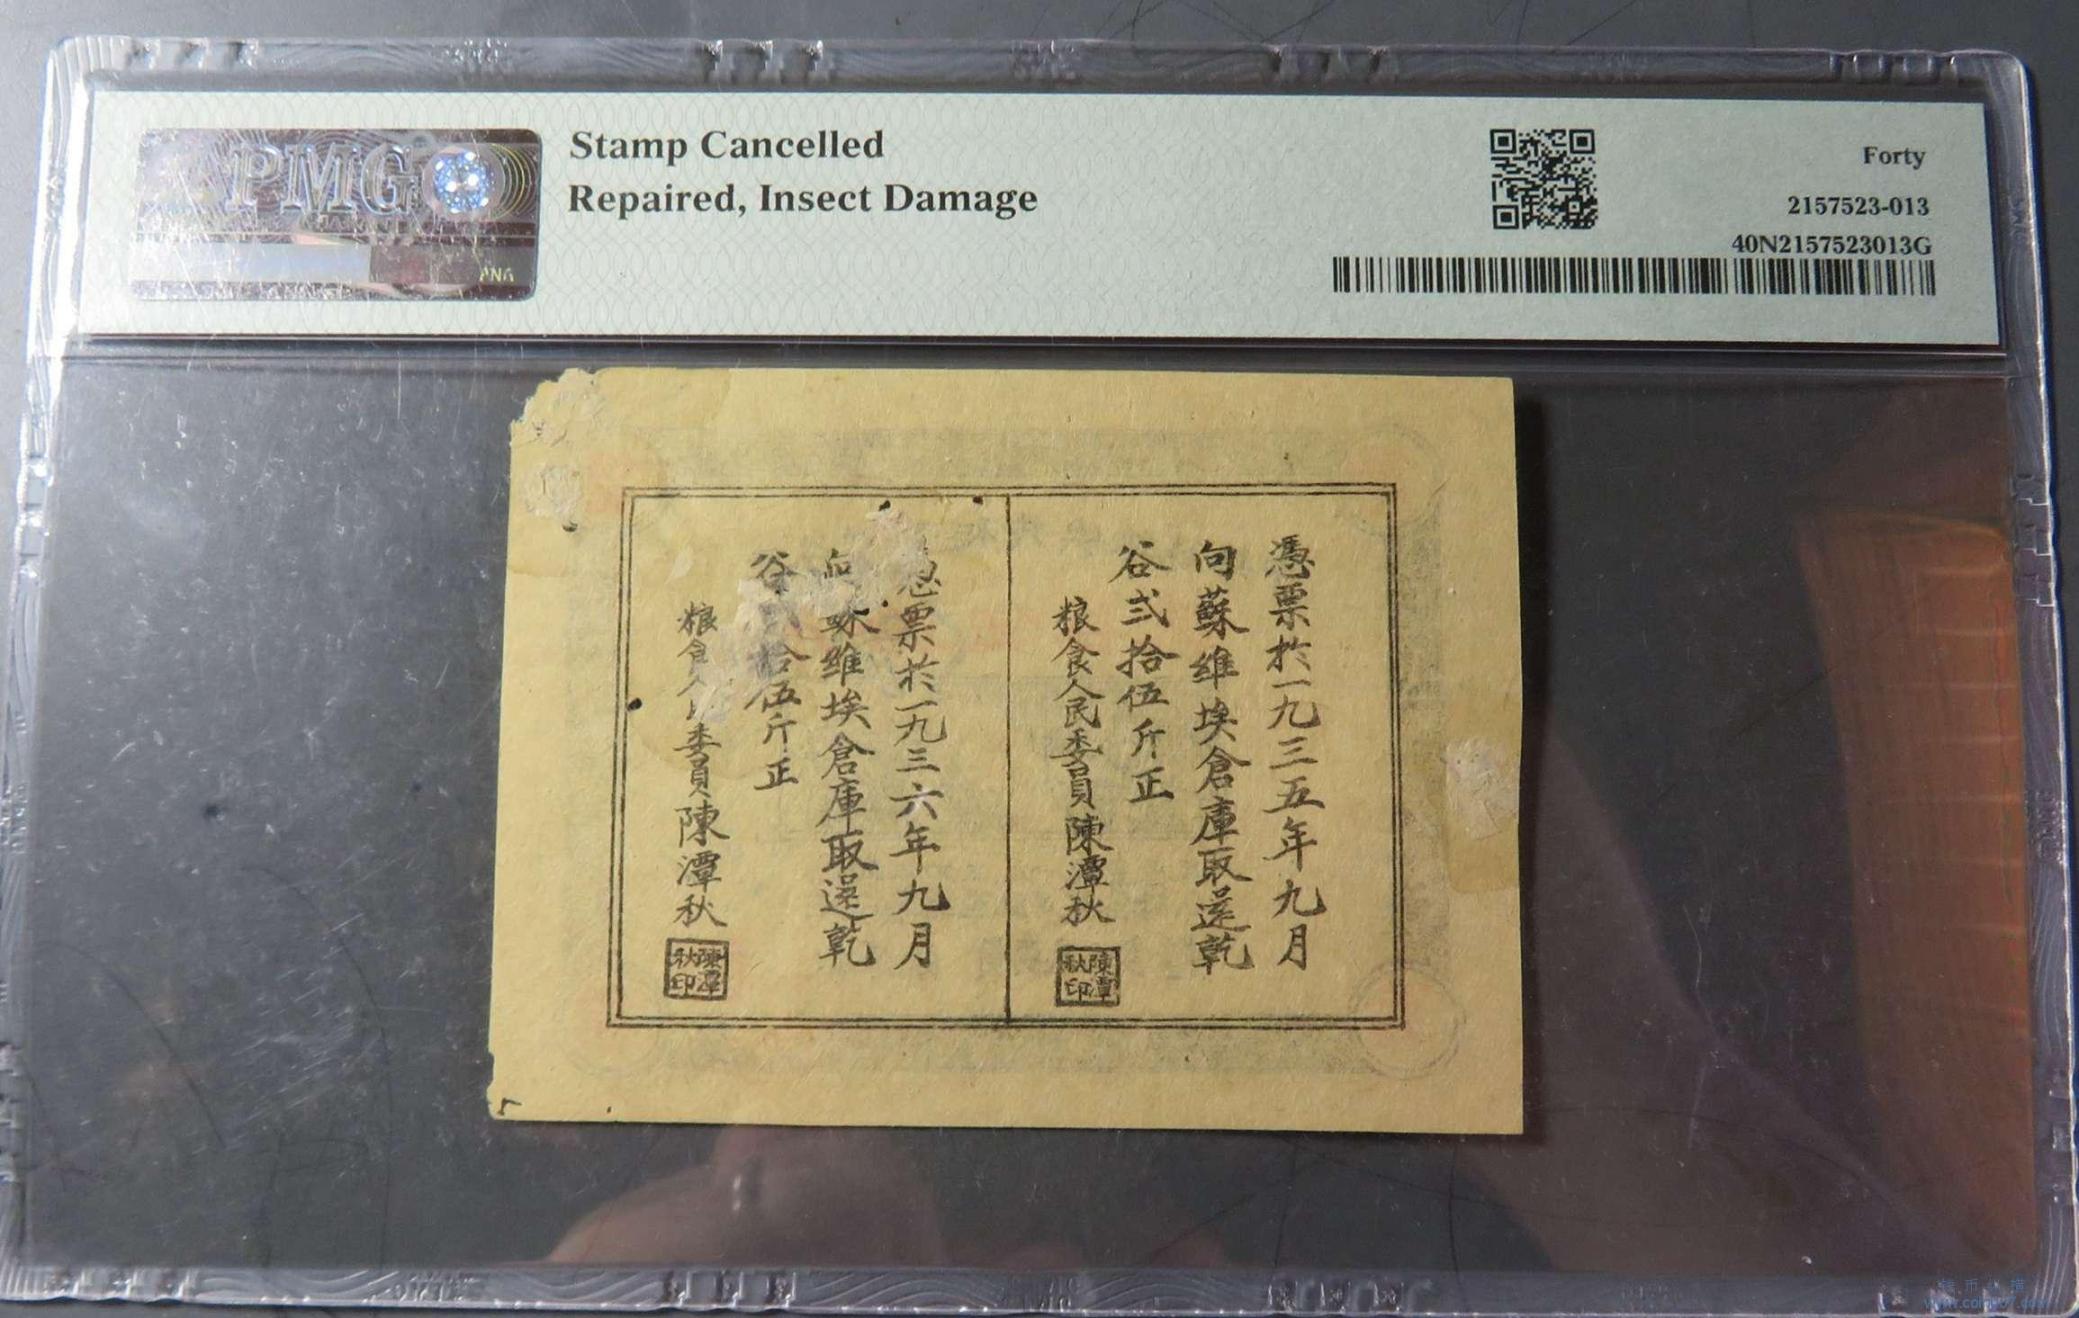 PMG
PNG
Stamp Cancelled
Repaired, Insect Damage
Forty
2157523-013
40N2157523013G
憑票於一九三五年九月
向蘇維埃倉庫取還乾
谷弍拾伍斤正
粮食人民委員陳潭秋
陳潭
秋印
票於一九三六年九月
維埃倉庫取還乾
谷拾伍斤正
粮食人委員陳潭秋
陳潭
秋印